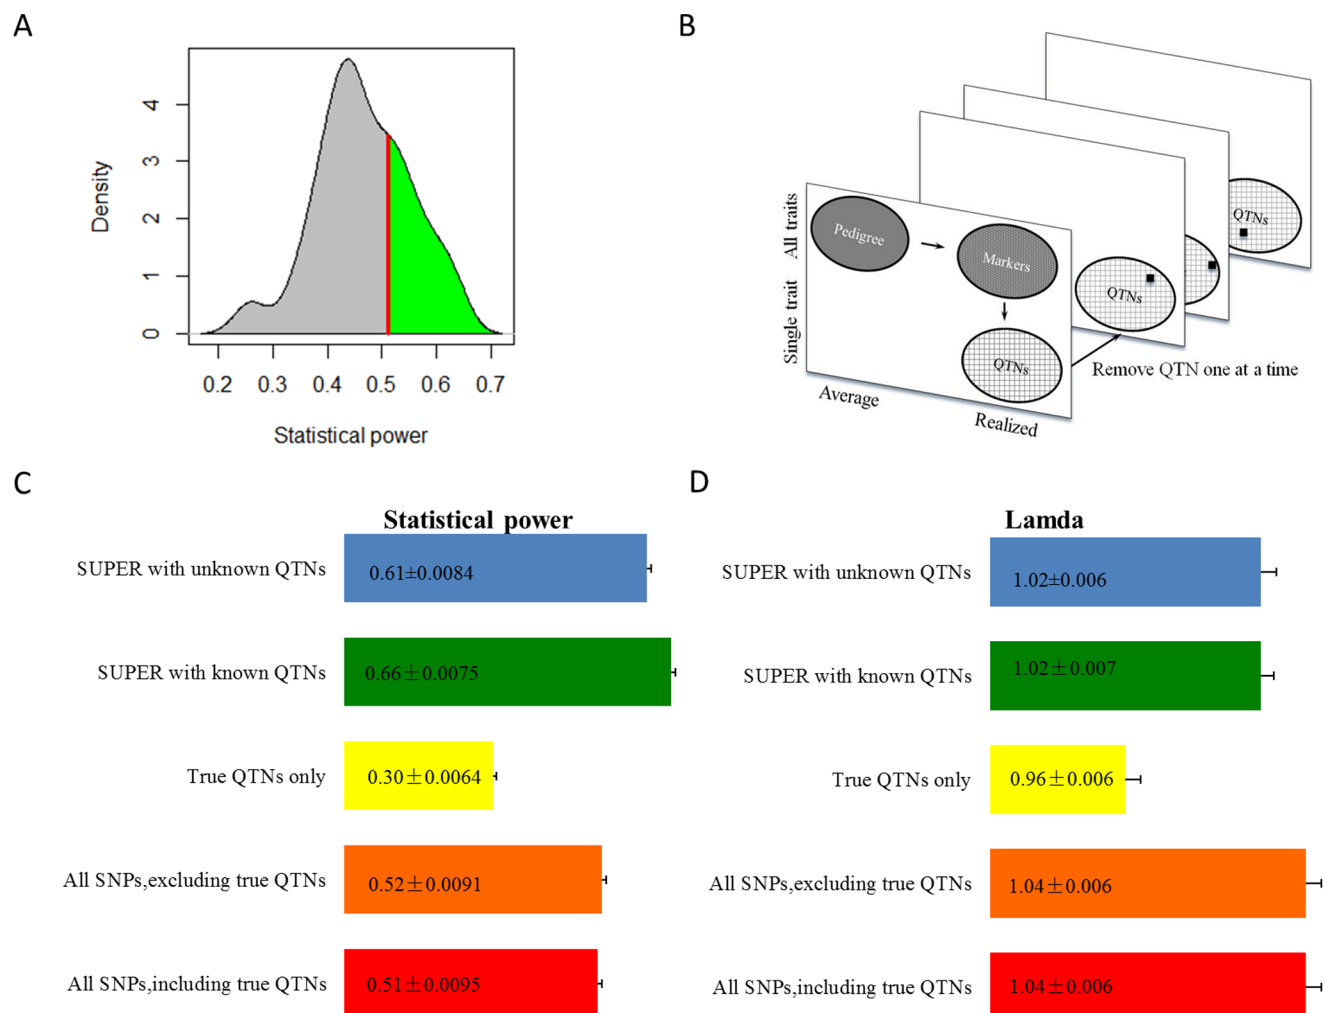 A
4
3
2
1
0
Density
0.2 0.3 0.4 0.5 0.6 0.7
Statistical power
B
All traits
Single trait
Pedigree
Markers
QTNs
QTNs
QTNs
Average
Realized
Remove QTN one at a time
C
Statistical power
SUPER with unknown QTNs
0.61±0.0084
SUPER with known QTNs
0.66±0.0075
True QTNs only
0.30±0.0064
All SNPs,excluding true QTNs
0.52±0.0091
All SNPs,including true QTNs
0.51±0.0095
D
Lamda
SUPER with unknown QTNs
1.02±0.006
SUPER with known QTNs
1.02±0.007
True QTNs only
0.96±0.006
All SNPs,excluding true QTNs
1.04±0.006
All SNPs,including true QTNs
1.04±0.006